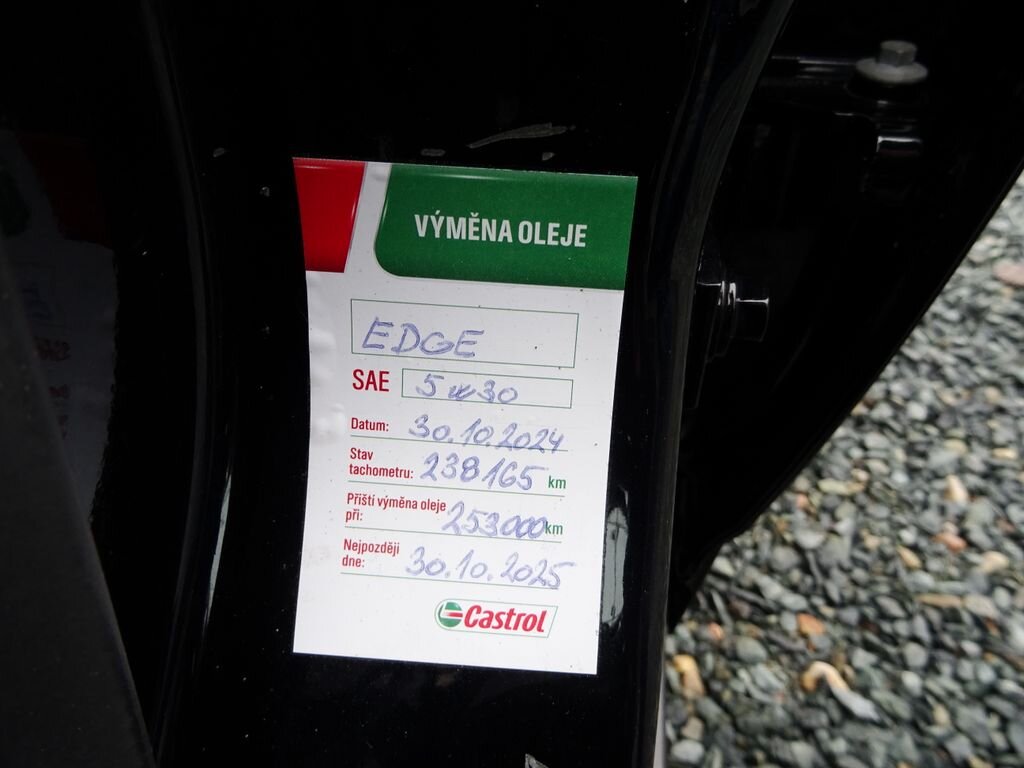 VÝMĚNA OLEJE
EDGE
SAE 5w30
Datum: 30.10.2024
Stav
tachometru: 238165 km
Příští výměna oleje
při: 253000 km
Nejpozději
dne: 30.10.2025
Castrol